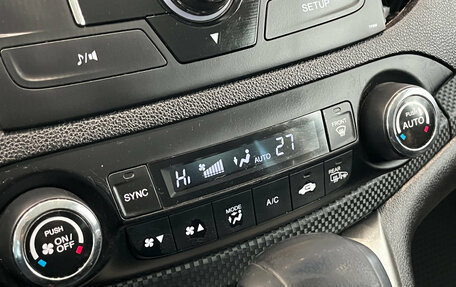 SETUP
FRONT
PUSH
AUTO
Hi AUTO 27
SYNC
MODE
A/C
REAR
PUSH
ON/
OFF